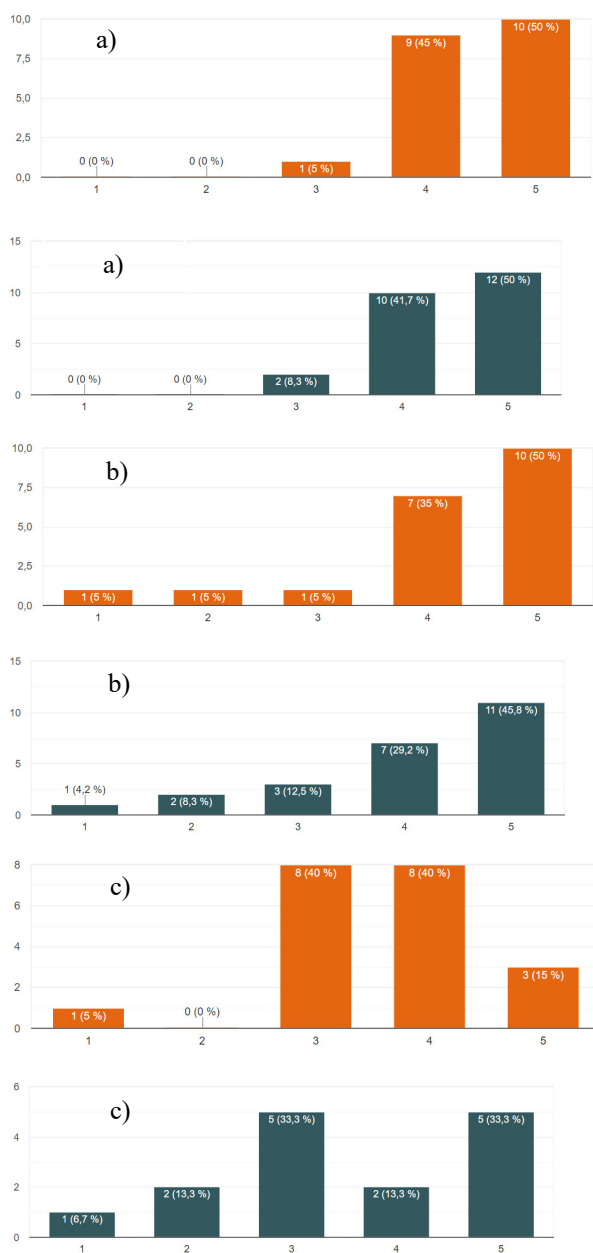 10,0
a)
10 (50 %)
9 (45 %)
7,5
5,0
2,5
0 (0 %)
0 (0 %)
1 (5 %)
0,0
1
2
3
4
5
15
a)
12 (50 %)
10
10 (41,7 %)
5
0 (0 %)
0 (0 %)
2 (8,3 %)
0
1
2
3
4
5
10,0
b)
10 (50 %)
7,5
7 (35 %)
5,0
2,5
1 (5 %)
1 (5 %)
1 (5 %)
0,0
1
2
3
4
5
15
b)
11 (45,8 %)
10
7 (29,2 %)
5
1 (4,2 %)
2 (8,3 %)
3 (12,5 %)
0
1
2
3
4
5
8
c)
8 (40 %)
8 (40 %)
6
4
3 (15 %)
2
1 (5 %)
0 (0 %)
0
1
2
3
4
5
6
c)
5 (33,3 %)
5 (33,3 %)
4
2
2 (13,3 %)
2 (13,3 %)
1 (6,7 %)
0
1
2
3
4
5